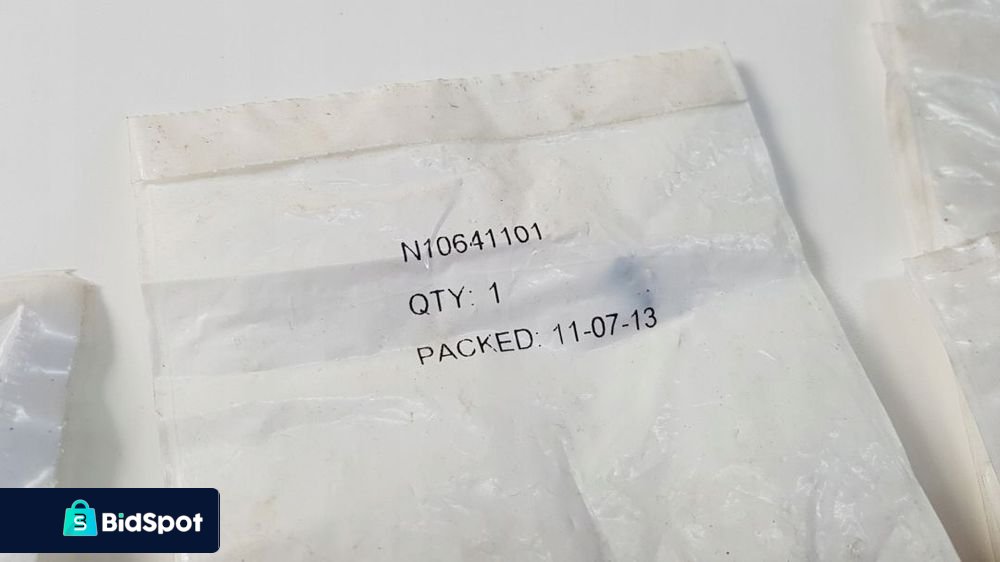 N10641101
QTY: 1
PACKED: 11-07-13
BidSpot